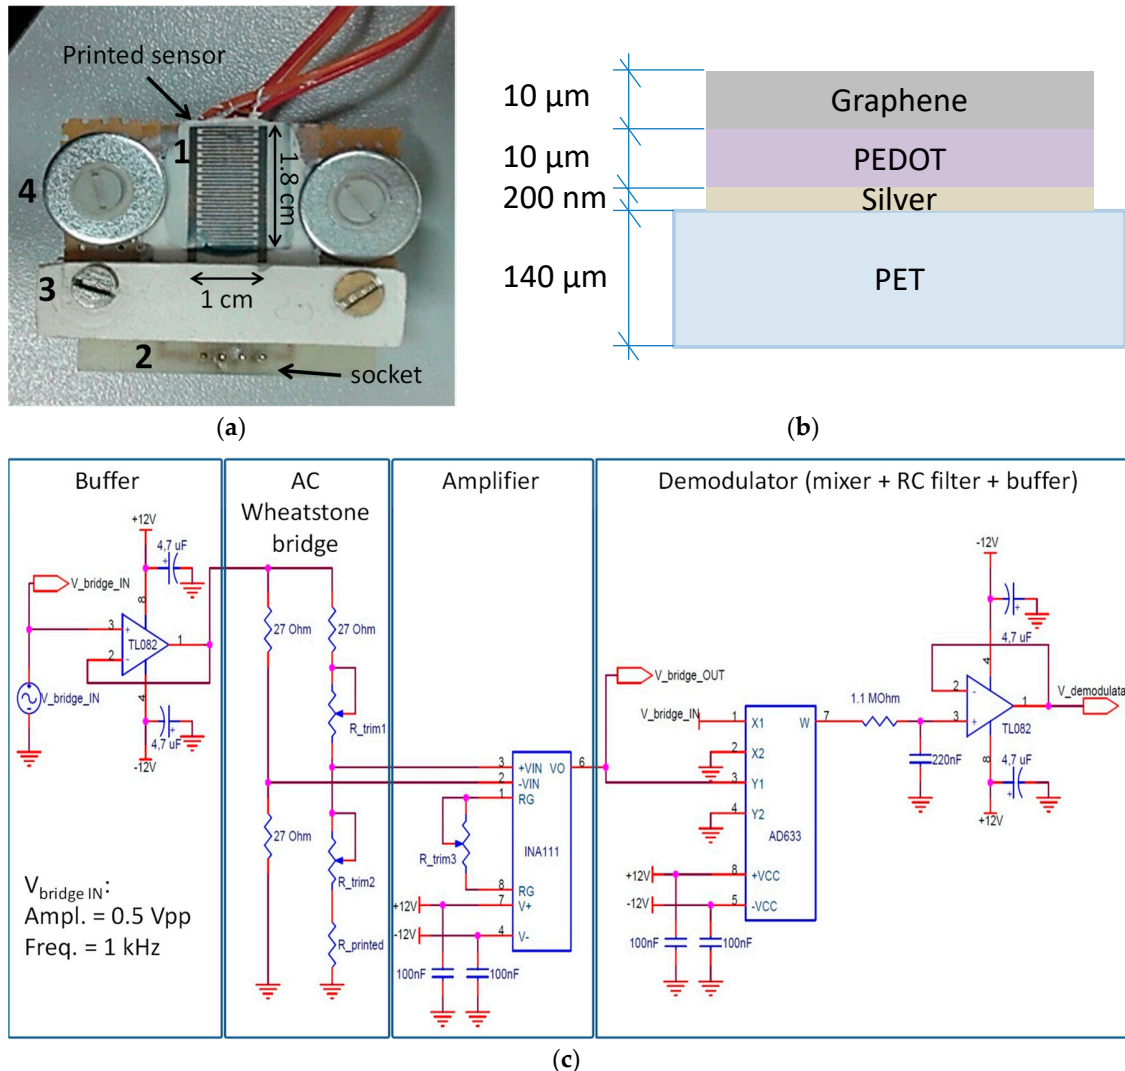 Printed sensor
1
1.8 cm
4
3
1 cm
2
socket
(a)
10 µm
Graphene
10 µm
PEDOT
200 nm
Silver
140 µm
PET
(b)
Buffer
+12V
4,7 uF
V_bridge_IN
8
3
+
TL082
1
2
-
V_bridge_IN
4
4,7 uF
-12V
V bridge IN:
Ampl. = 0.5 Vpp
Freq. = 1 kHz
AC
Wheatstone
bridge
27 Ohm
27 Ohm
R_trim1
27 Ohm
R_trim2
R_printed
Amplifier
3
+VIN
VO
6
2
-VIN
1
RG
R_trim3
INA111
8
RG
+12V
7
V+
-12V
4
V-
100nF
100nF
Demodulator (mixer + RC filter + buffer)
V_bridge_OUT
V_bridge_IN
1
X1
W
7
2
X2
3
Y1
4
Y2
AD633
+12V
8
+VCC
-12V
5
-VCC
100nF
100nF
1.1 MOhm
220nF
-12V
4,7 uF
4
2
-
1
V_demodulata
3
+
TL082
8
4,7 uF
+12V
(c)